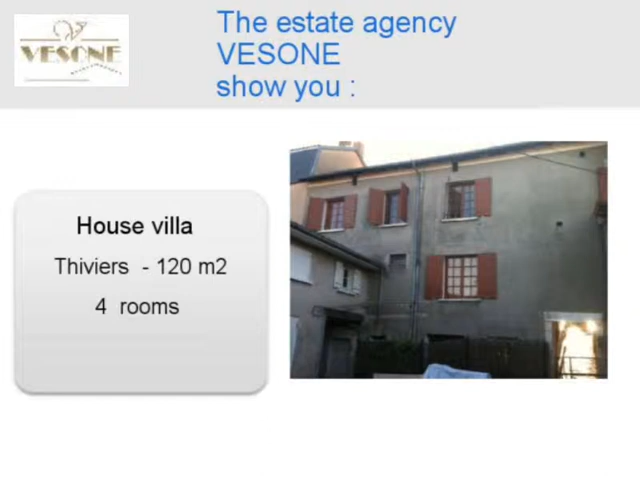 VESONE
The estate agency
VESONE
show you :
House villa
Thiviers - 120 m2
4 rooms